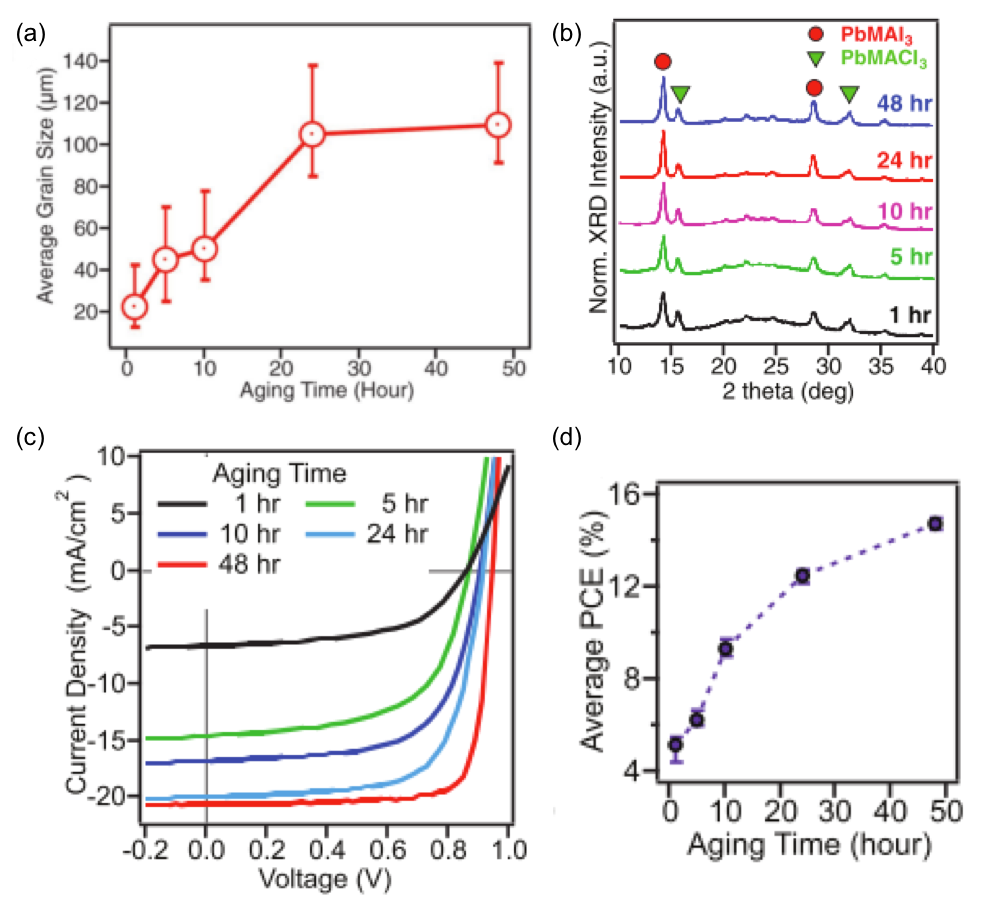 (a)
Average Grain Size (µm)
140
120
100
80
60
40
20
0 10 20 30 40 50
Aging Time (Hour)
(b)
Norm. XRD Intensity (a.u.)
PbMAI3
PbMACl3
48 hr
24 hr
10 hr
5 hr
1 hr
10 15 20 25 30 35 40
2 theta (deg)
(c)
Current Density (mA/cm2)
10
5
0
-5
-10
-15
-20
Aging Time
1 hr 5 hr
10 hr 24 hr
48 hr
-0.2 0.0 0.2 0.4 0.6 0.8 1.0
Voltage (V)
(d)
Average PCE (%)
16
12
8
4
0 10 20 30 40 50
Aging Time (hour)